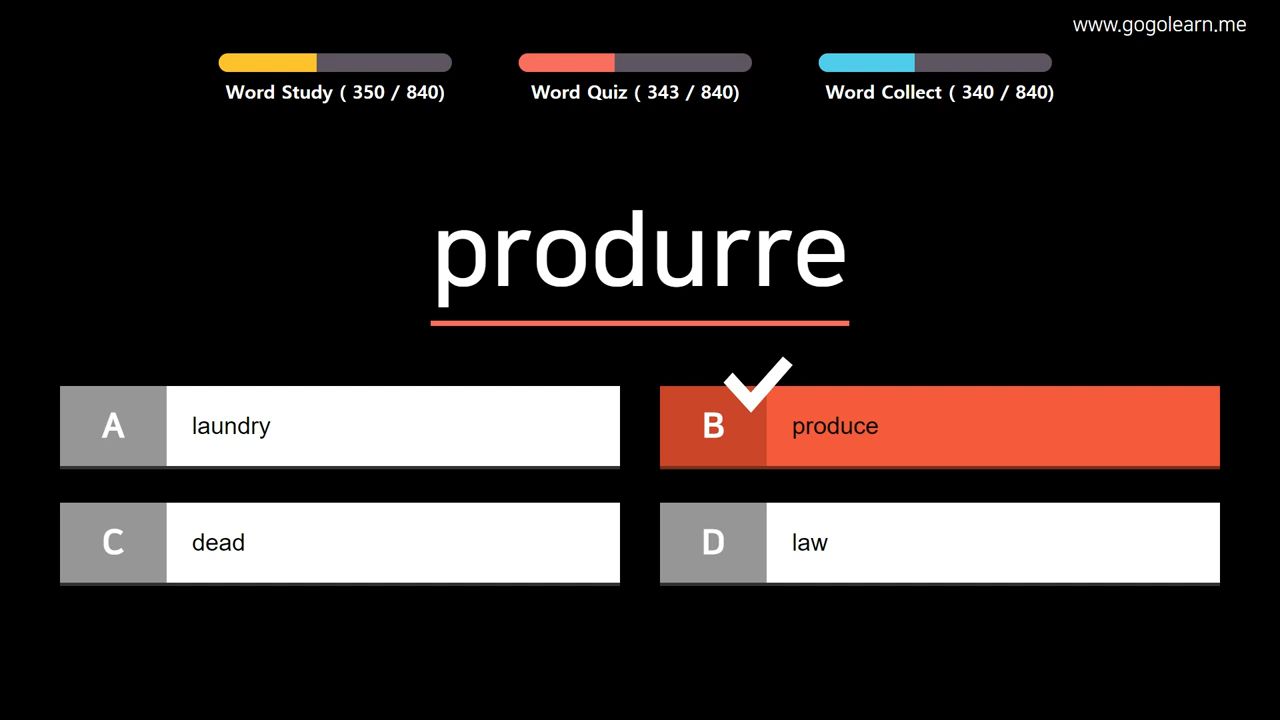 www.gogolearn.me
Word Study ( 350 / 840)
Word Quiz ( 343 / 840)
Word Collect ( 340 / 840)
produrre
A laundry
B produce
C dead
D law